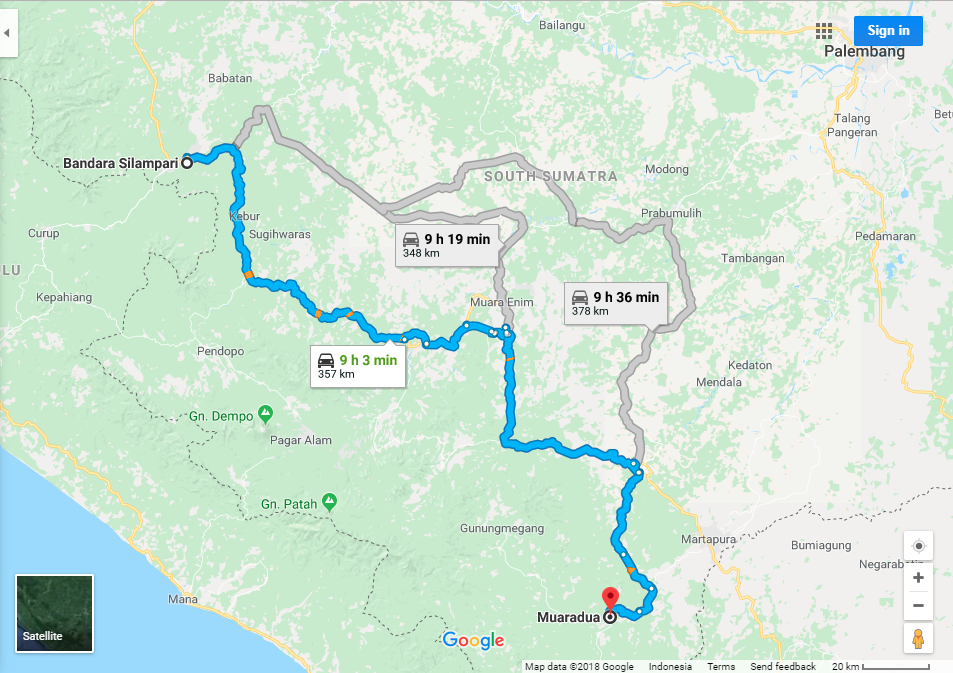 Bailangu
Sign in
Palembang
Babatan
Talang
Pangeran
Bandara Silampari
SOUTH SUMATRA
Modong
Kebur
Prabumulih
Curup
Sugihwaras
9 h 19 min
348 km
Pedamaran
Tambangan
LU
Kepahiang
Muara Enim
9 h 36 min
378 km
Pendopo
9 h 3 min
357 km
Kedaton
Mendala
Gn. Dempo
Pagar Alam
Gn. Patah
Gunungmegang
Martapura
Bumiagung
Mana
Muaradua
Satellite
Google
Map data ©2018 Google Indonesia Terms Send feedback 20 km